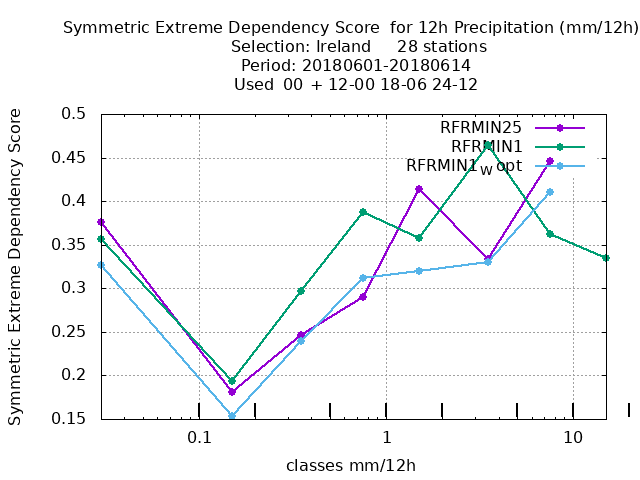 Symmetric Extreme Dependency Score  for 12h Precipitation (mm/12h)
Selection: Ireland     28 stations
Period: 20180601-20180614
Used  00  + 12-00 18-06 24-12
Symmetric Extreme Dependency Score
0.5
0.45
0.4
0.35
0.3
0.25
0.2
0.15
RFRMIN25
RFRMIN1
RFRMIN1W opt
0.1
1
10
classes mm/12h